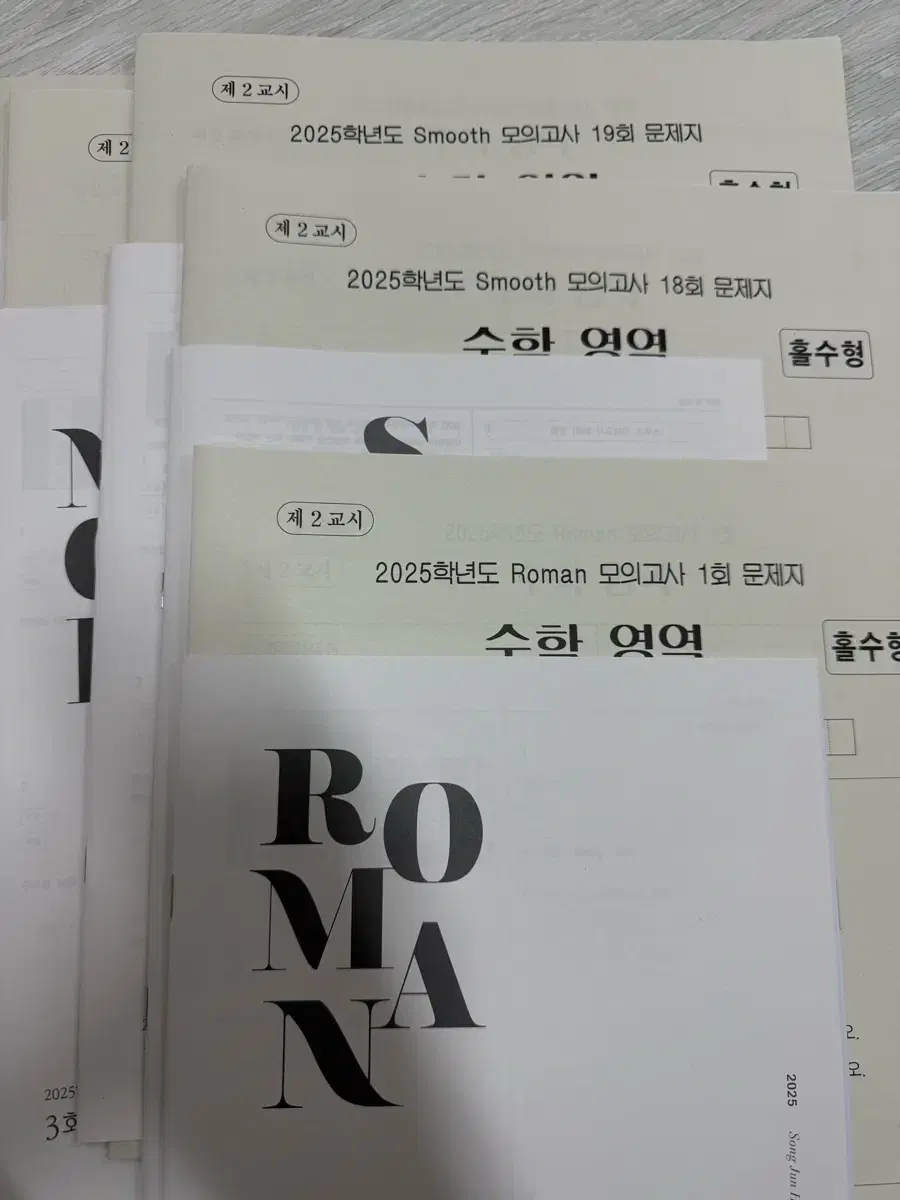 제 2 교시
2025학년도 Smooth 모의고사 19회 문제지
제 2
제 2 교시
2025학년도 Smooth 모의고사 18회 문제지
수학 영역
홀수형
S
제 2 교시
2025학년도 Roman 모의고사 1회 문제지
수학 영역
홀수형
ROMAN
2025
3회
2025 Song Jun